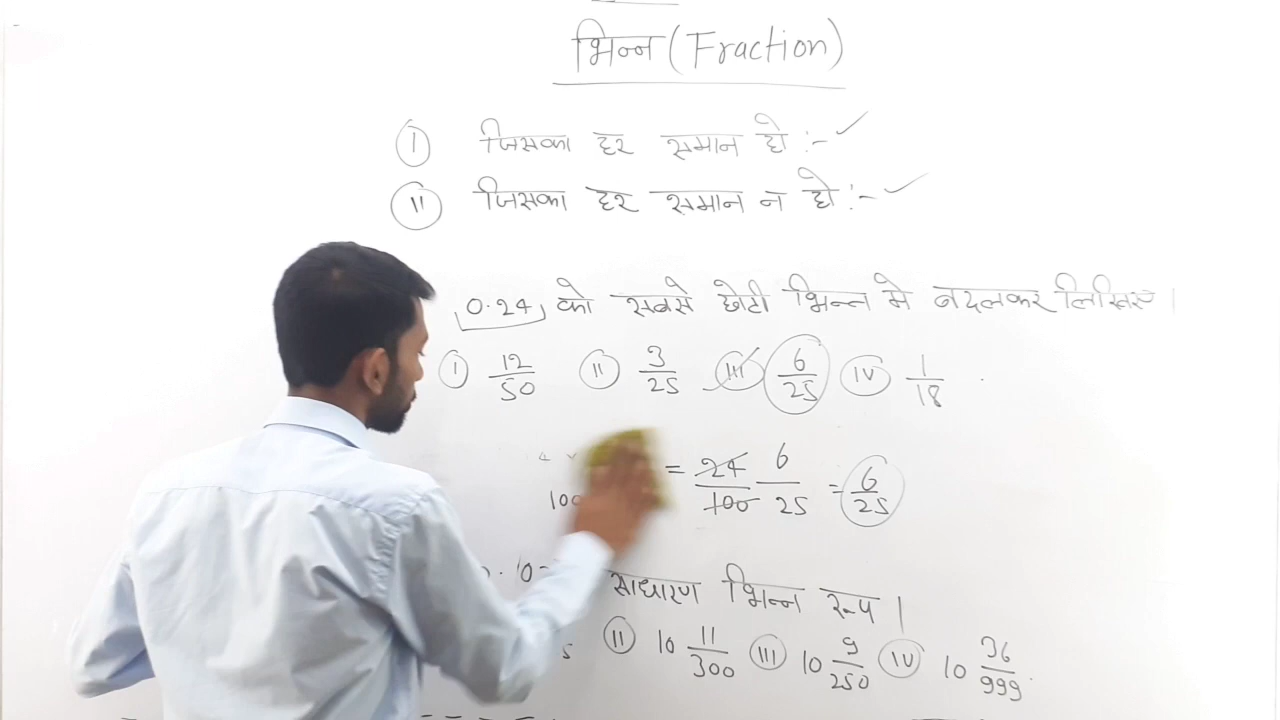 भिन्न (Fraction)
I जिसका हर समान हो :- ✓
II जिसका हर समान न हो :- ✓
0.24 को सबसे छोटी भिन्न मे बदलकर लिखिए।
I 12/50 II 3/25 III 6/25 IV 1/18
= 24/100 6/25 = 6/25
100
साधारण भिन्न रूप।
II 10 11/300 III 10 9/250 IV 10 36/999